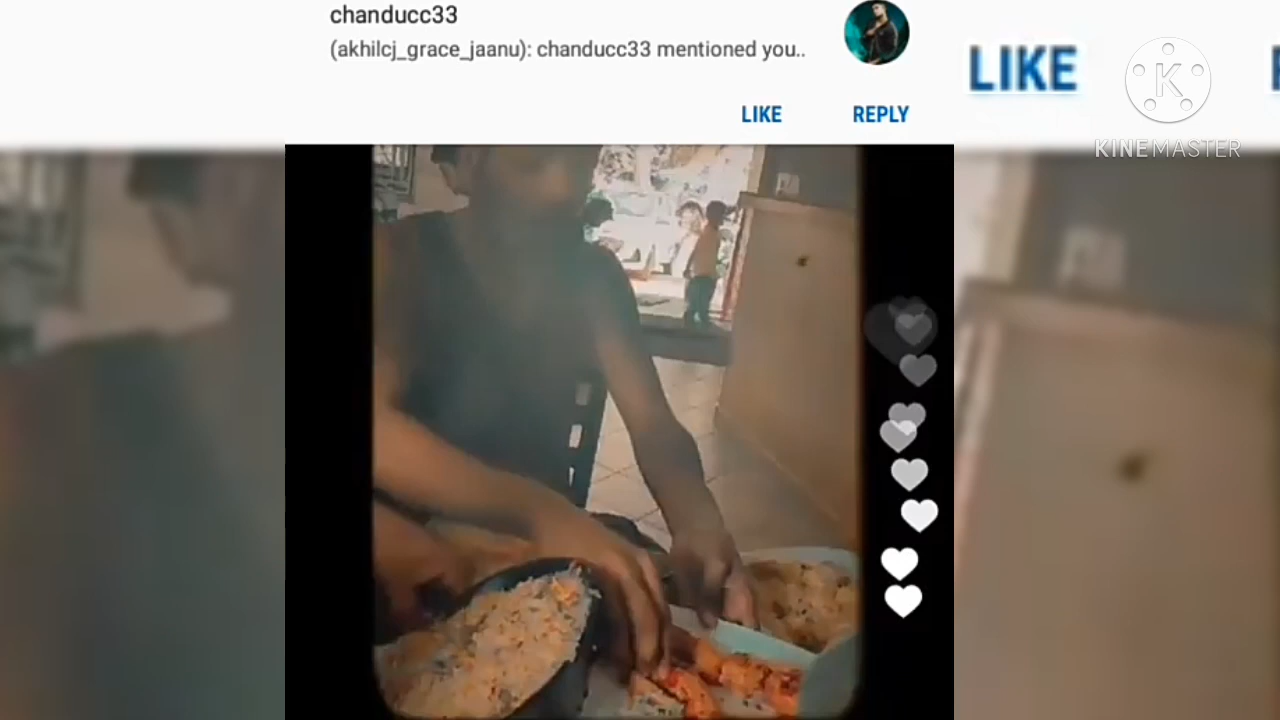 chanducc33
(akhilcj_grace_jaanu): chanducc33 mentioned you..
LIKE REPLY
LIKE
K
KINEMASTER